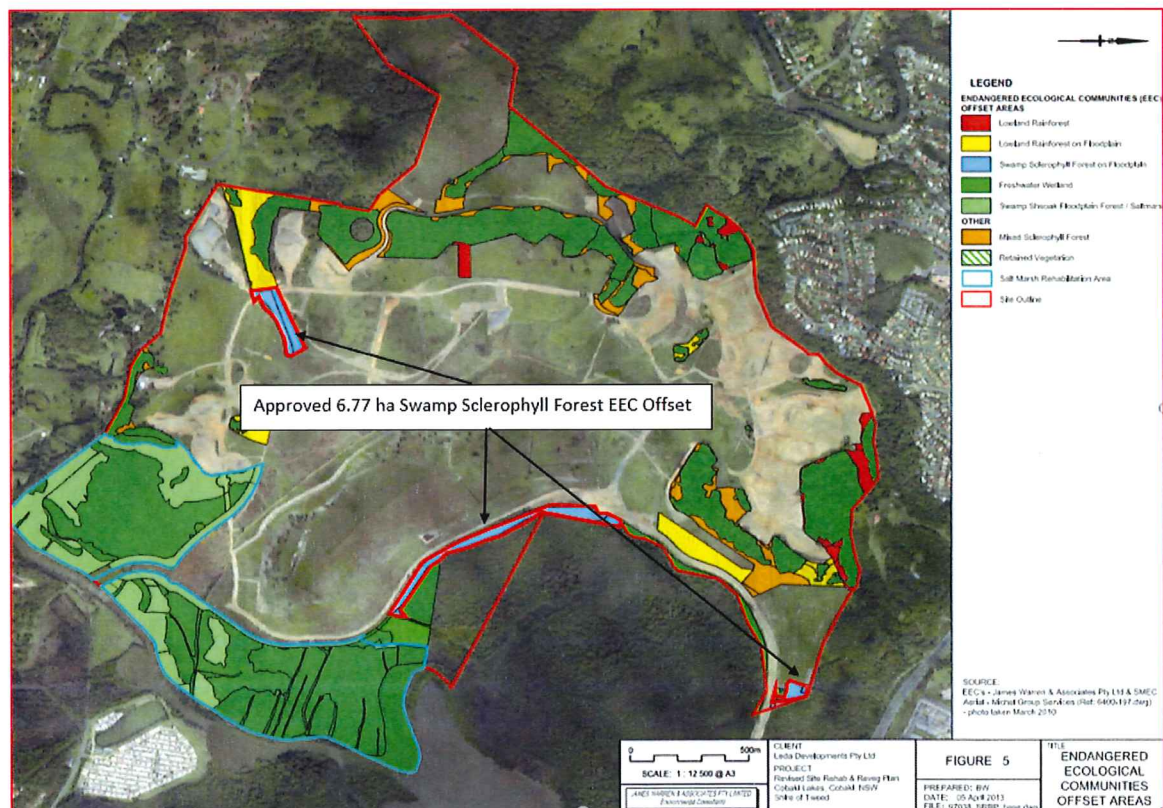 LEGEND
ENDANGERED ECOLOGICAL COMMUNITIES (EEC)
OFFSET AREAS
Lowland Rainforest
Lowland Rainforest on Floodplain
Swamp Sclerophyll Forest on Floodplain
Freshwater Wetland
Swamp Sheoak Floodplain Forest / Saltmarsh
OTHER
Mixed Sclerophyll Forest
Retained Vegetation
Salt Marsh Rehabilitation Area
Site Outline
Approved 6.77 ha Swamp Sclerophyll Forest EEC Offset
SOURCE:
EEC's - James Warren & Associates Pty Ltd & SMEC
Aerial - Michel Group Services (Ref: 6400-197.dwg)
- photo taken March 2010
0 500m
SCALE: 1 : 12 500 @ A3
JAMES WARREN & ASSOCIATES PTY LIMITED
Environmental Consultants
CLIENT
Leda Developments Pty Ltd
PROJECT
Revised Site Rehab & Reveg Plan
Cobaki Lakes, Cobaki, NSW
Shire of Tweed
FIGURE 5
PREPARED: BW
DATE: 05 April 2013
FILE:
TITLE
ENDANGERED
ECOLOGICAL
COMMUNITIES
OFFSET AREAS